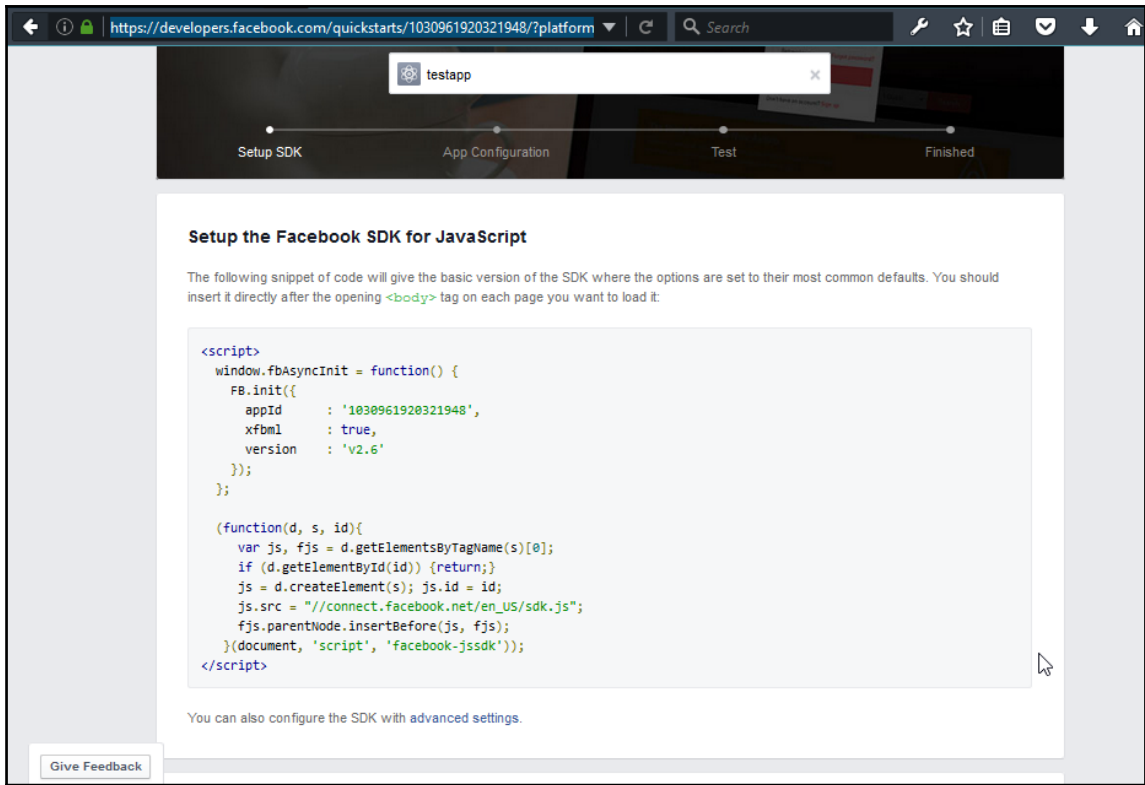 https://developers.facebook.com/quickstarts/1030961920321948/?platform
Search
testapp
Setup SDK
App Configuration
Test
Finished
Setup the Facebook SDK for JavaScript
The following snippet of code will give the basic version of the SDK where the options are set to their most common defaults. You should
insert it directly after the opening <body> tag on each page you want to load it:
<script>
  window.fbAsyncInit = function() {
    FB.init({
      appId      : '1030961920321948',
      xfbml      : true,
      version    : 'v2.6'
    });
  };

  (function(d, s, id){
     var js, fjs = d.getElementsByTagName(s)[0];
     if (d.getElementById(id)) {return;}
     js = d.createElement(s); js.id = id;
     js.src = "//connect.facebook.net/en_US/sdk.js";
     fjs.parentNode.insertBefore(js, fjs);
   }(document, 'script', 'facebook-jssdk'));
</script>
You can also configure the SDK with advanced settings.
Give Feedback